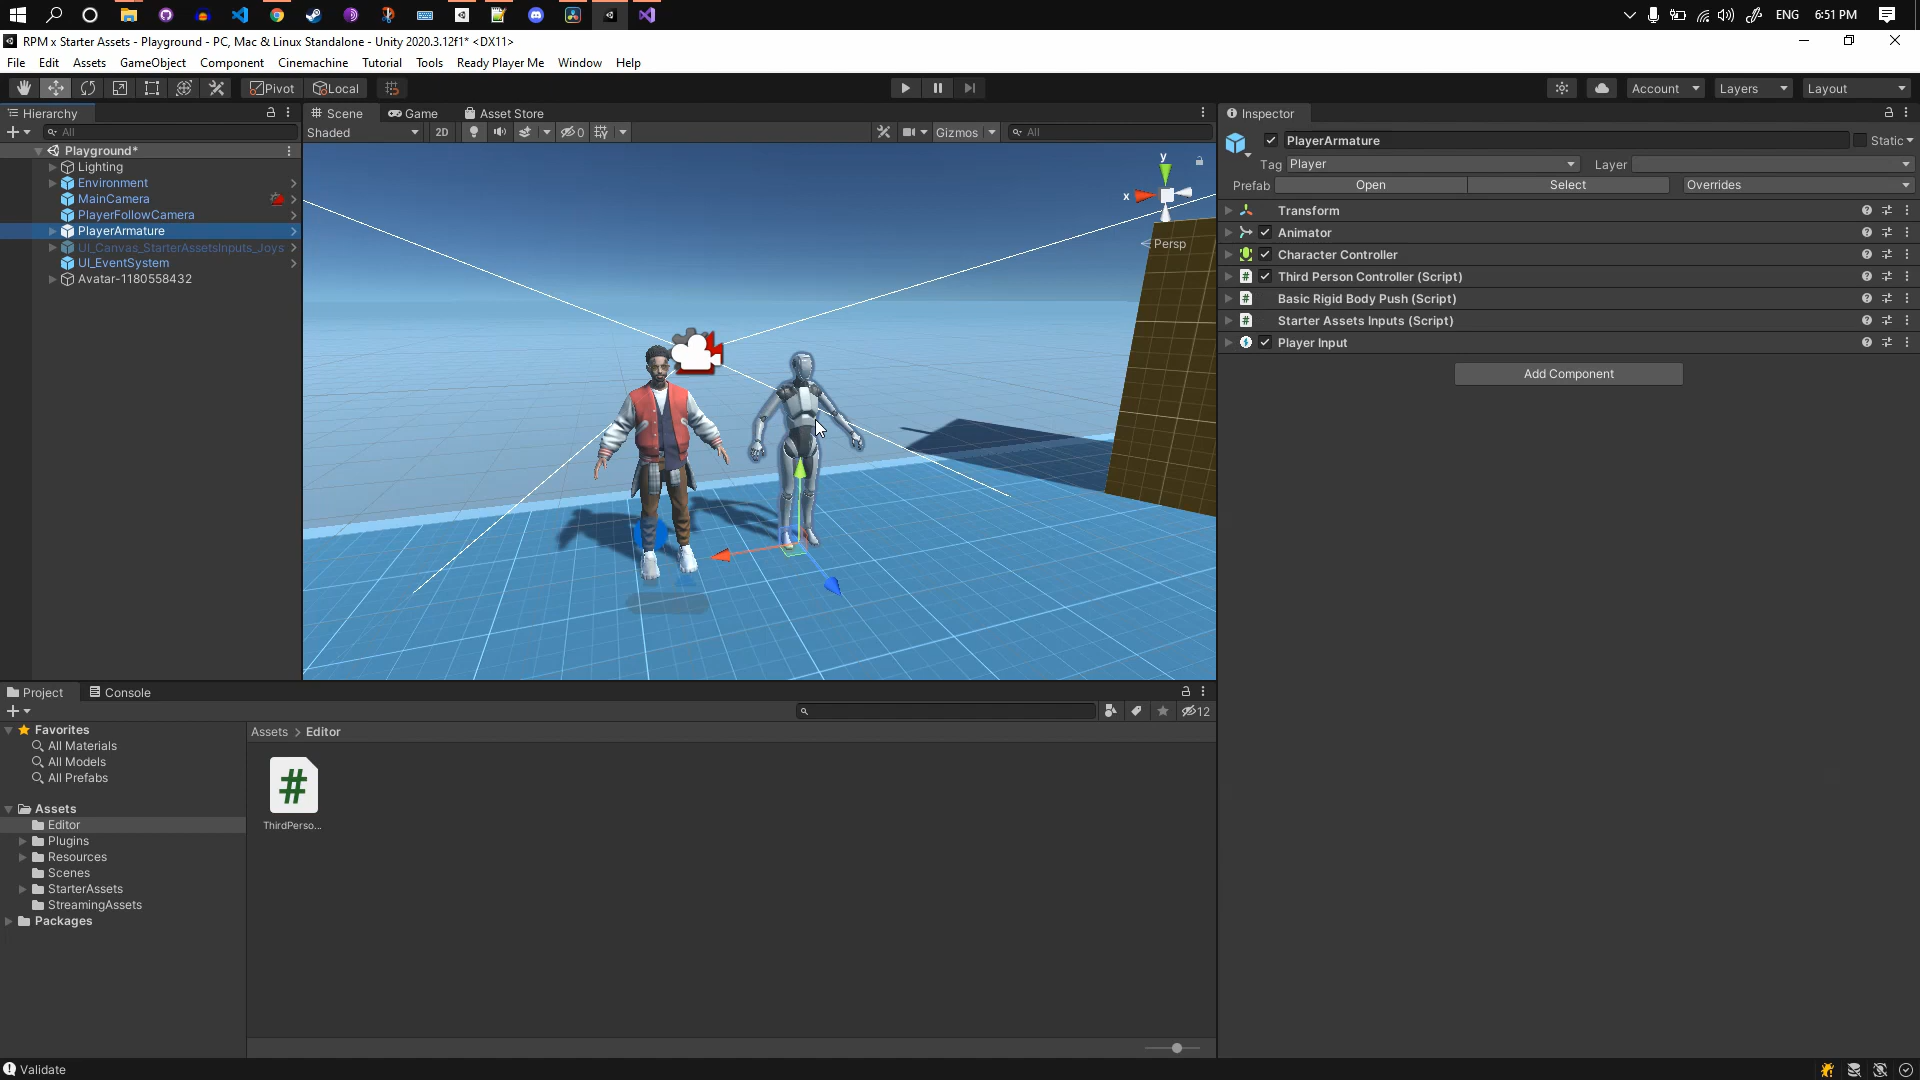 ENG 6:51 PM
RPM x Starter Assets - Playground - PC, Mac & Linux Standalone - Unity 2020.3.12f1* <DX11>
File Edit Assets GameObject Component Cinemachine Tutorial Tools Ready Player Me Window Help
Pivot Local Account Layers Layout
Hierarchy
All
Playground*
Lighting
Environment
MainCamera
PlayerFollowCamera
PlayerArmature
UI_Canvas_StarterAssetsInputs_Joys
UI_EventSystem
Avatar-1180558432
Scene Game Asset Store
Shaded 2D 0 Gizmos All
y
x
Persp
Inspector
PlayerArmature Static
Tag Player Layer
Prefab Open Select Overrides
Transform
Animator
Character Controller
# Third Person Controller (Script)
# Basic Rigid Body Push (Script)
# Starter Assets Inputs (Script)
Player Input
Add Component
Project Console
12
Favorites
All Materials
All Models
All Prefabs
Assets
Editor
Plugins
Resources
Scenes
StarterAssets
StreamingAssets
Packages
Assets > Editor
#
ThirdPerso...
Validate